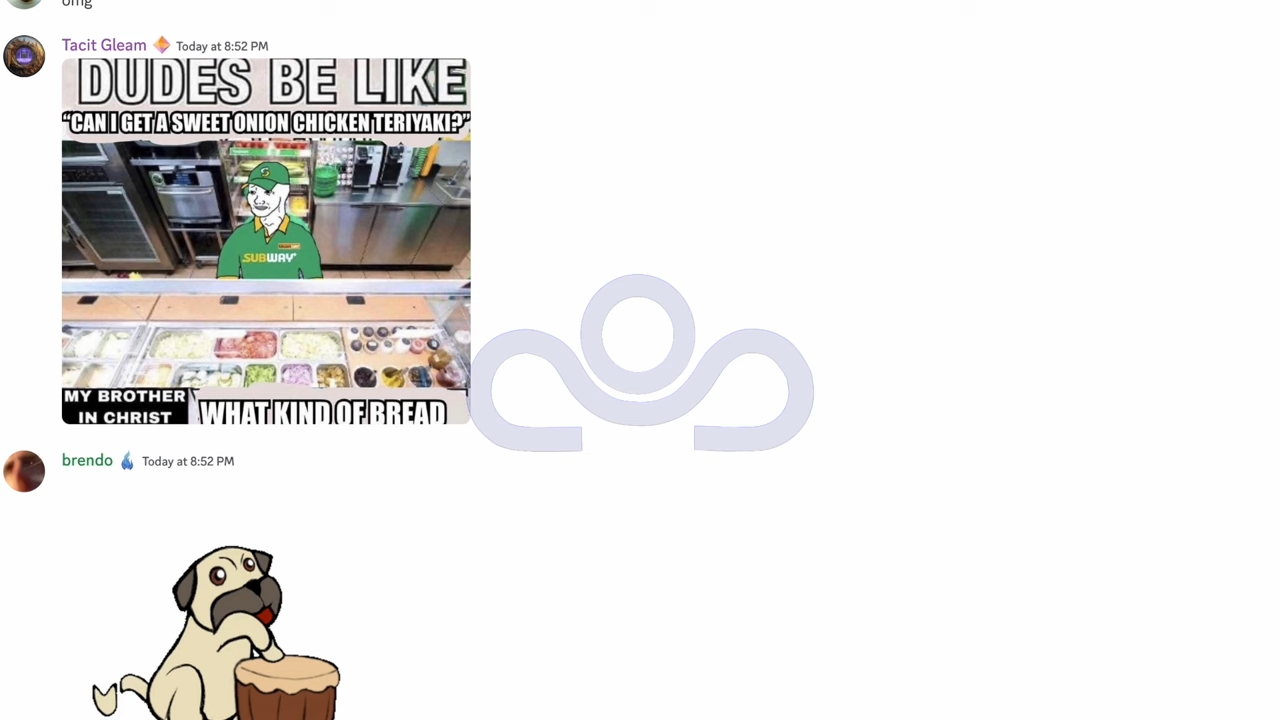 omg
Tacit Gleam Today at 8:52 PM
DUDES BE LIKE
"CAN I GET A SWEET ONION CHICKEN TERIYAKI?"
SUBWAY
MY BROTHER
IN CHRIST
WHAT KIND OF BREAD
brendo Today at 8:52 PM